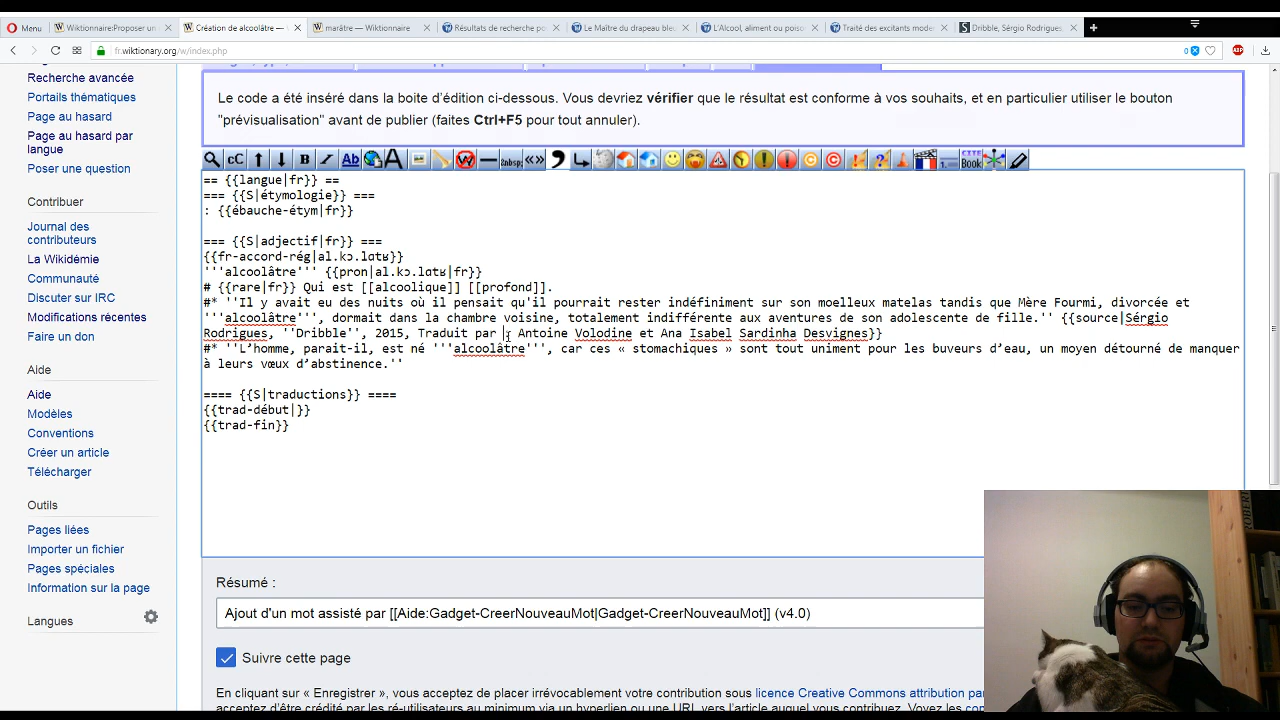 Menu
Wiktionnaire:Proposer un
Création de alcoolâtre —
marâtre — Wiktionnaire
Résultats de recherche po
Le Maître du drapeau bleu
L'Alcool, aliment ou poiso
Traité des excitants mode
Dribble, Sérgio Rodrigues
fr.wiktionary.org/w/index.php
0
ABP
Recherche avancée
Portails thématiques
Page au hasard
Page au hasard par
langue
Poser une question
Contribuer
Journal des
contributeurs
La Wikidémie
Communauté
Discuter sur IRC
Modifications récentes
Faire un don
Aide
Aide
Modèles
Conventions
Créer un article
Télécharger
Outils
Pages liées
Importer un fichier
Pages spéciales
Information sur la page
Langues
Le code a été inséré dans la boite d’édition ci-dessous. Vous devriez vérifier que le résultat est conforme à vos souhaits, et en particulier utiliser le bouton
"prévisualisation" avant de publier (faites Ctrl+F5 pour tout annuler).
cC B Ab A &nbsp; «» CITE Book
== {{langue|fr}} ==
=== {{S|étymologie}} ===
: {{ébauche-étym|fr}}
=== {{S|adjectif|fr}} ===
{{fr-accord-rég|al.kɔ.lɑtʁ}}
'''alcoolâtre''' {{pron|al.kɔ.lɑtʁ|fr}}
# {{rare|fr}} Qui est [[alcoolique]] [[profond]].
#* ''Il y avait eu des nuits où il pensait qu'il pourrait rester indéfiniment sur son moelleux matelas tandis que Mère Fourmi, divorcée et
'''alcoolâtre''', dormait dans la chambre voisine, totalement indifférente aux aventures de son adolescente de fille.'' {{source|Sérgio
Rodrigues, ''Dribble'', 2015, Traduit par : Antoine Volodine et Ana Isabel Sardinha Desvignes}}
#* ''L’homme, parait-il, est né '''alcoolâtre''', car ces « stomachiques » sont tout uniment pour les buveurs d’eau, un moyen détourné de manquer
à leurs vœux d’abstinence.''
==== {{S|traductions}} ====
{{trad-début|}}
{{trad-fin}}
Résumé :
Ajout d'un mot assisté par [[Aide:Gadget-CreerNouveauMot|Gadget-CreerNouveauMot]] (v4.0)
Suivre cette page
En cliquant sur « Enregistrer », vous acceptez de placer irrévocablement votre contribution sous licence Creative Commons attribution pa